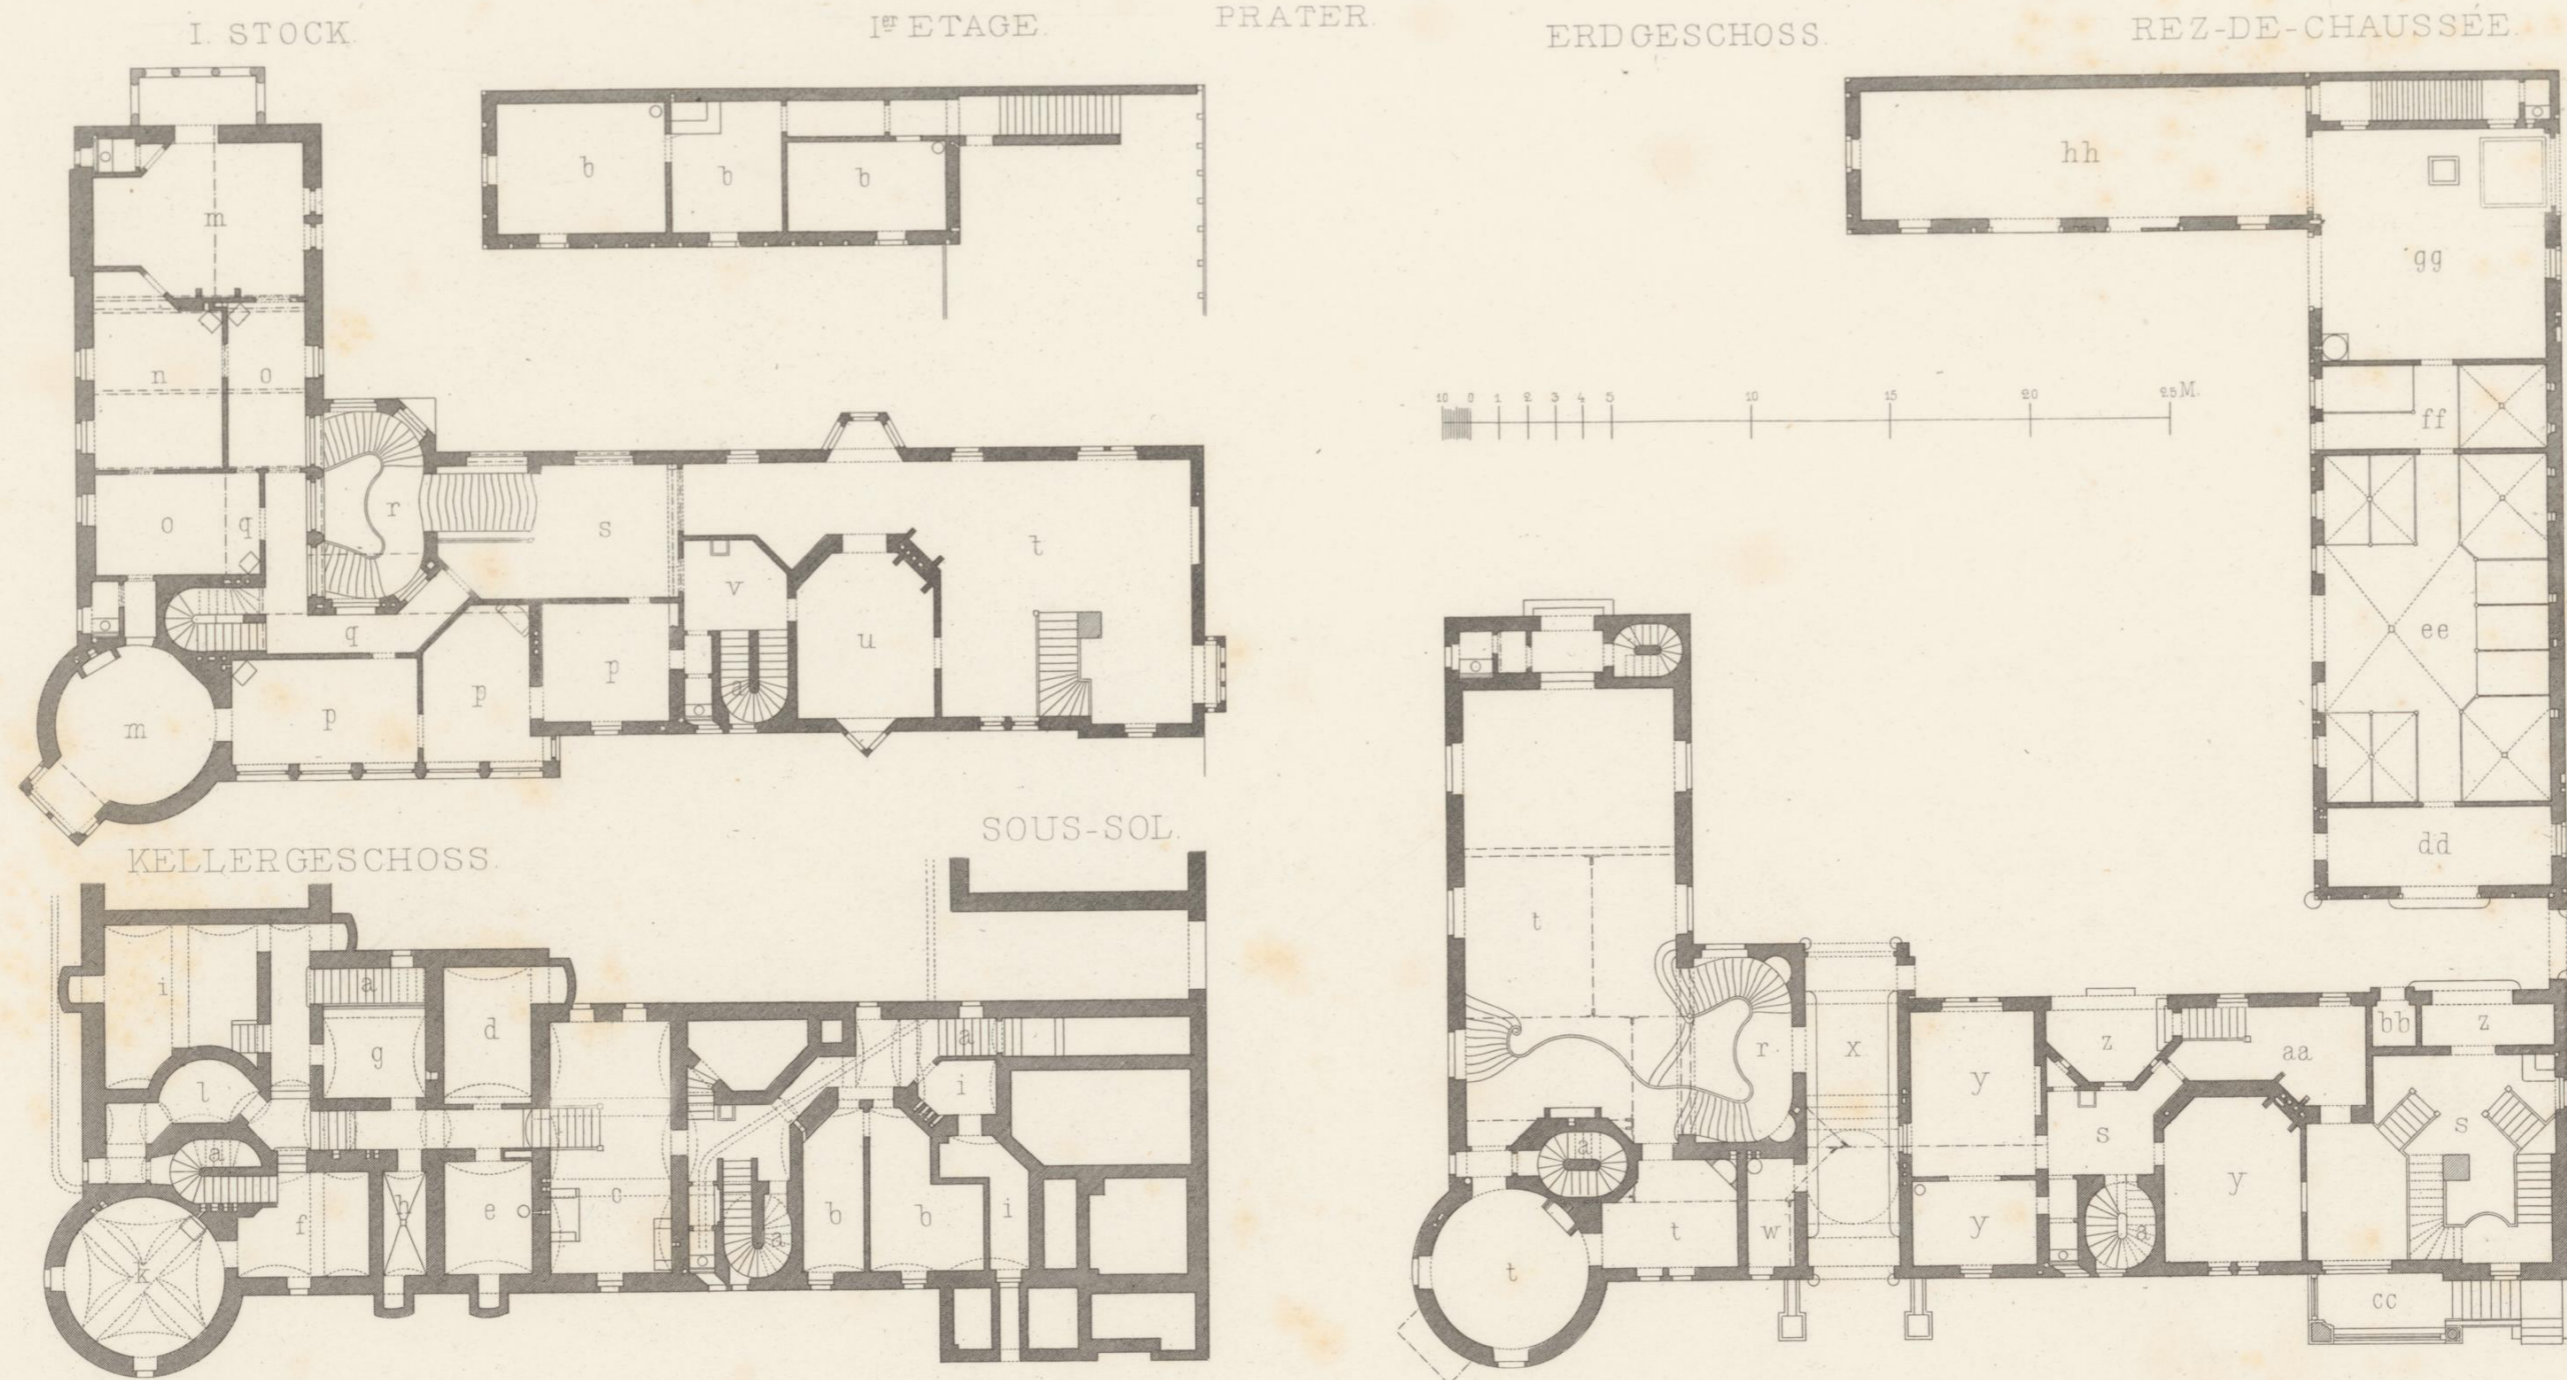 PRATER.
I. STOCK. Ier ETAGE.
m
b b b
n o
o q
r
s
t
v
u
q
a
p p p
m
ERDGESCHOSS. REZ-DE-CHAUSSÉE.
hh
gg
10 0 1 2 3 4 5 10 15 20 25 M.
ff
ee
dd
t
r x y z aa bb z
a
s s
y
t w y a
t
cc
KELLERGESCHOSS. SOUS-SOL.
i a
g d
a
l
i
a
h
f e c b b i
a
k